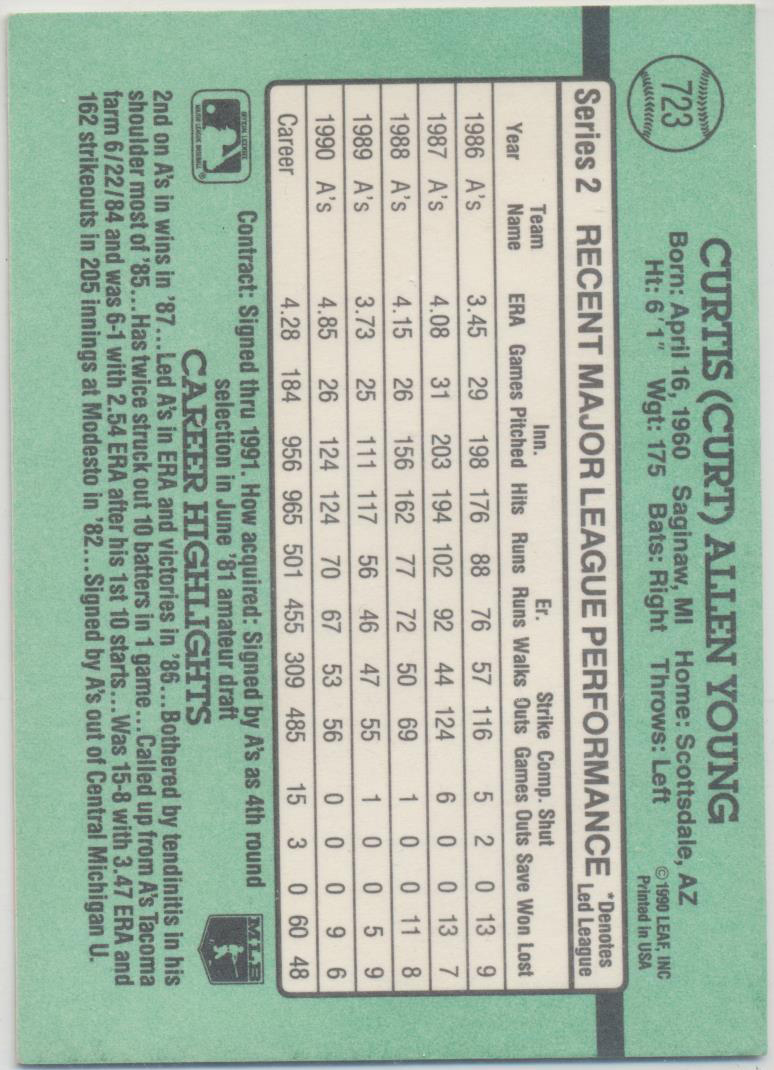 723
CURTIS (CURT) ALLEN YOUNG
Born: April 16, 1960 Saginaw, MI Home: Scottsdale, AZ
Ht: 6'1" Wgt: 175 Bats: Right Throws: Left
©1990 LEAF, INC
Printed in USA
Series 2 RECENT MAJOR LEAGUE PERFORMANCE *Denotes
Led League
Team Inn. Er. Strike Comp. Shut
Year Name ERA Games Pitched Hits Runs Runs Walks Outs Games Outs Save Won Lost
1986 A's 3.45 29 198 176 88 76 57 116 5 2 0 13 9
1987 A's 4.08 31 203 194 102 92 44 124 6 0 0 13 7
1988 A's 4.15 26 156 162 77 72 50 69 1 0 0 11 8
1989 A's 3.73 25 111 117 56 46 47 55 1 0 0 5 9
1990 A's 4.85 26 124 124 70 67 53 56 0 0 0 9 6
Career 4.28 184 956 965 501 455 309 485 15 3 0 60 48
OFFICIAL LICENSEE
MAJOR LEAGUE BASEBALL ®
Contract: Signed thru 1991. How acquired: Signed by A's as 4th round
selection in June '81 amateur draft
MLB
CAREER HIGHLIGHTS
2nd on A's in wins in '87...Led A's in ERA and victories in '86...Bothered by tendinitis in his
shoulder most of '85...Has twice struck out 10 batters in 1 game...Called up from A's Tacoma
farm 6/22/84 and was 6-1 with 2.54 ERA after his 1st 10 starts...Was 15-8 with 3.47 ERA and
162 strikeouts in 205 innings at Modesto in '82...Signed by A's out of Central Michigan U.